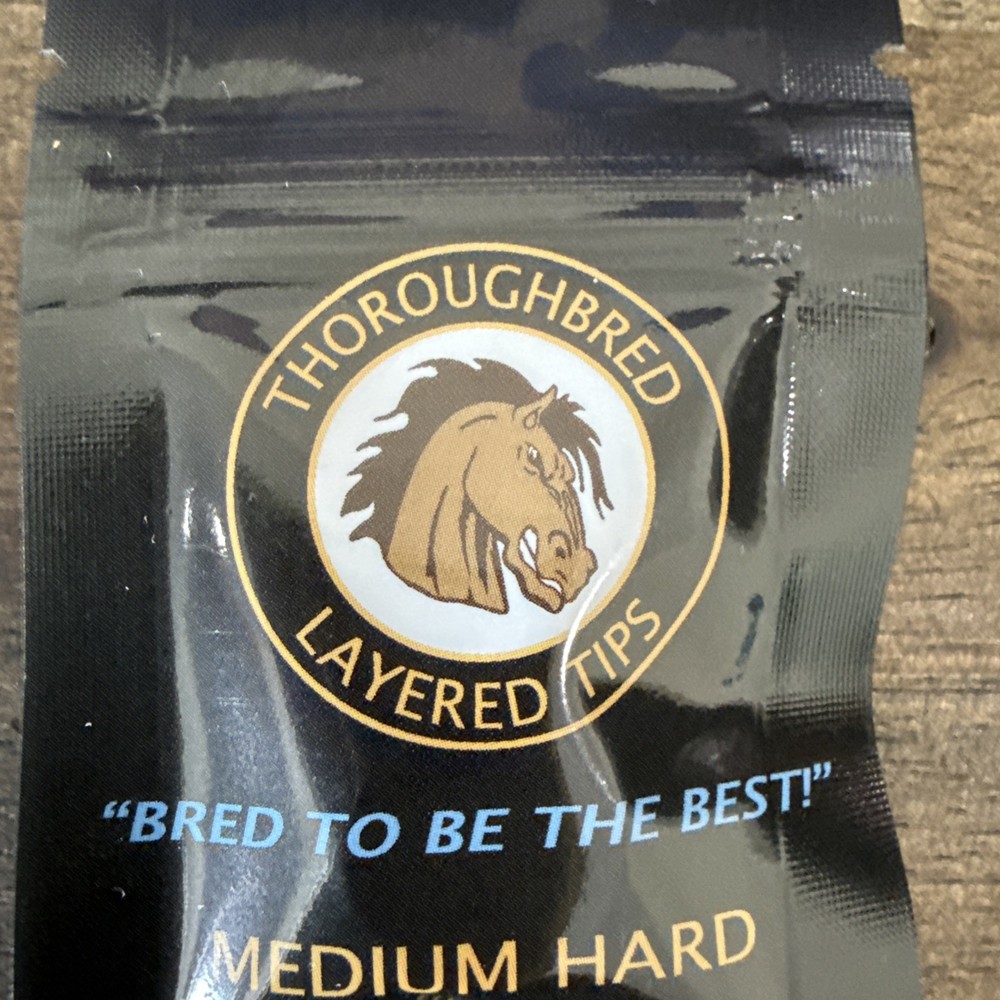 THOROUGHBRED
LAYERED TIPS
“BRED TO BE THE BEST!”
MEDIUM HARD